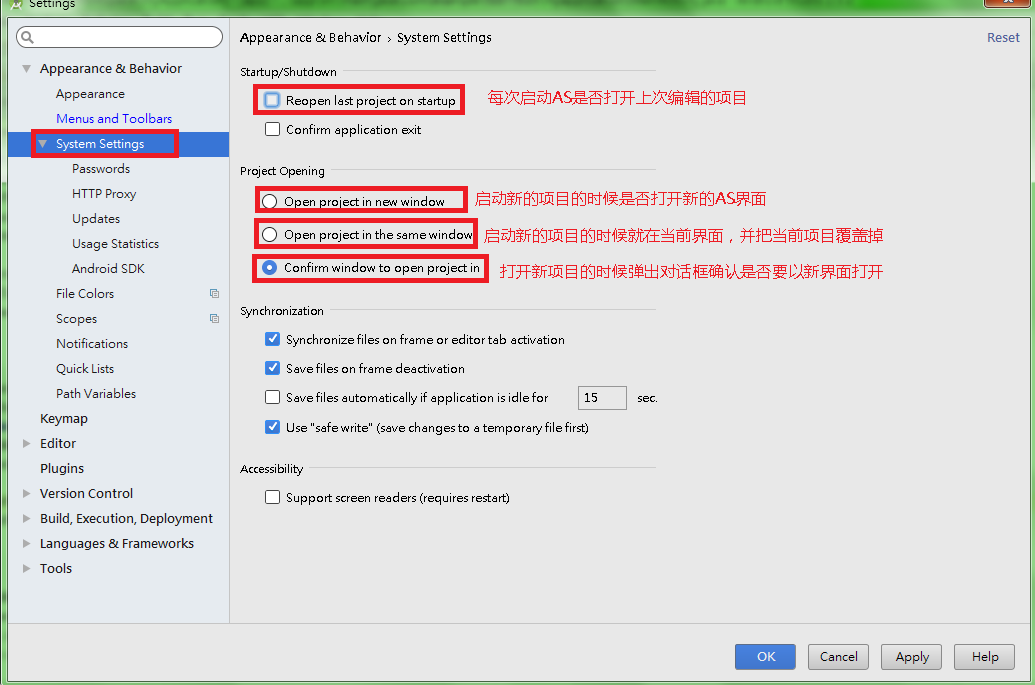 Settings
Appearance & Behavior › System Settings
Reset
Appearance & Behavior
Appearance
Menus and Toolbars
System Settings
Passwords
HTTP Proxy
Updates
Usage Statistics
Android SDK
File Colors
Scopes
Notifications
Quick Lists
Path Variables
Keymap
Editor
Plugins
Version Control
Build, Execution, Deployment
Languages & Frameworks
Tools
Startup/Shutdown
Reopen last project on startup 每次启动AS是否打开上次编辑的项目
Confirm application exit
Project Opening
Open project in new window 启动新的项目的时候是否打开新的AS界面
Open project in the same window 启动新的项目的时候就在当前界面，并把当前项目覆盖掉
Confirm window to open project in 打开新项目的时候弹出对话框确认是否要以新界面打开
Synchronization
Synchronize files on frame or editor tab activation
Save files on frame deactivation
Save files automatically if application is idle for 15 sec.
Use "safe write" (save changes to a temporary file first)
Accessibility
Support screen readers (requires restart)
OK Cancel Apply Help